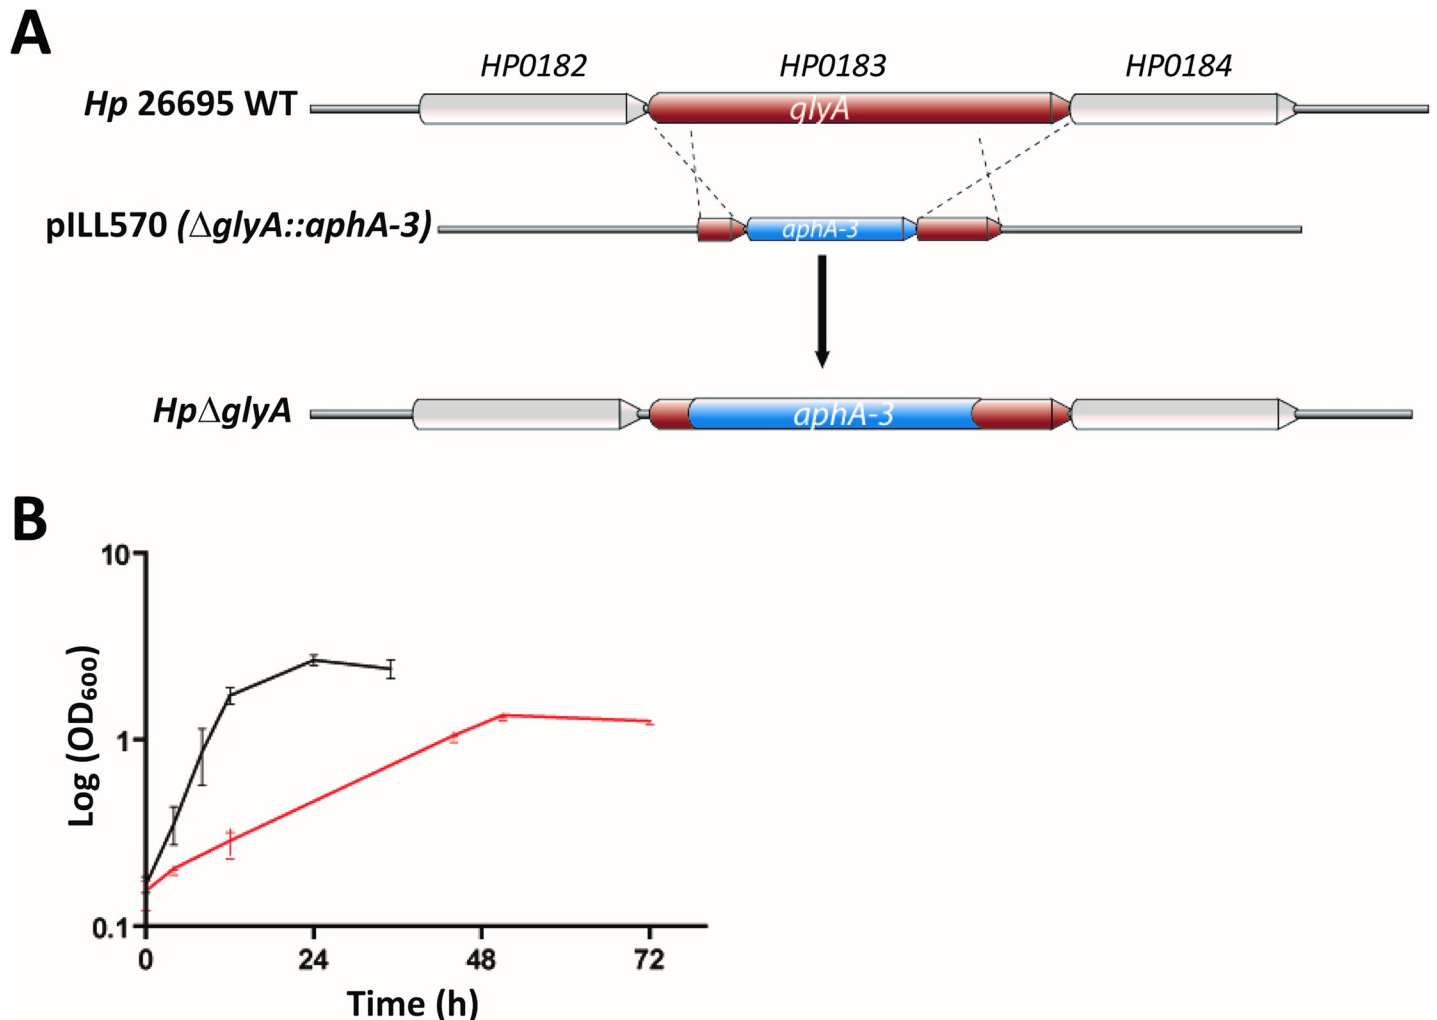 A
HP0182 HP0183 HP0184
Hp 26695 WT glyA
pILL570 (ΔglyA::aphA-3) aphA-3
HpΔglyA aphA-3
B
10
1
0.1
Log (OD600)
0 24 48 72
Time (h)